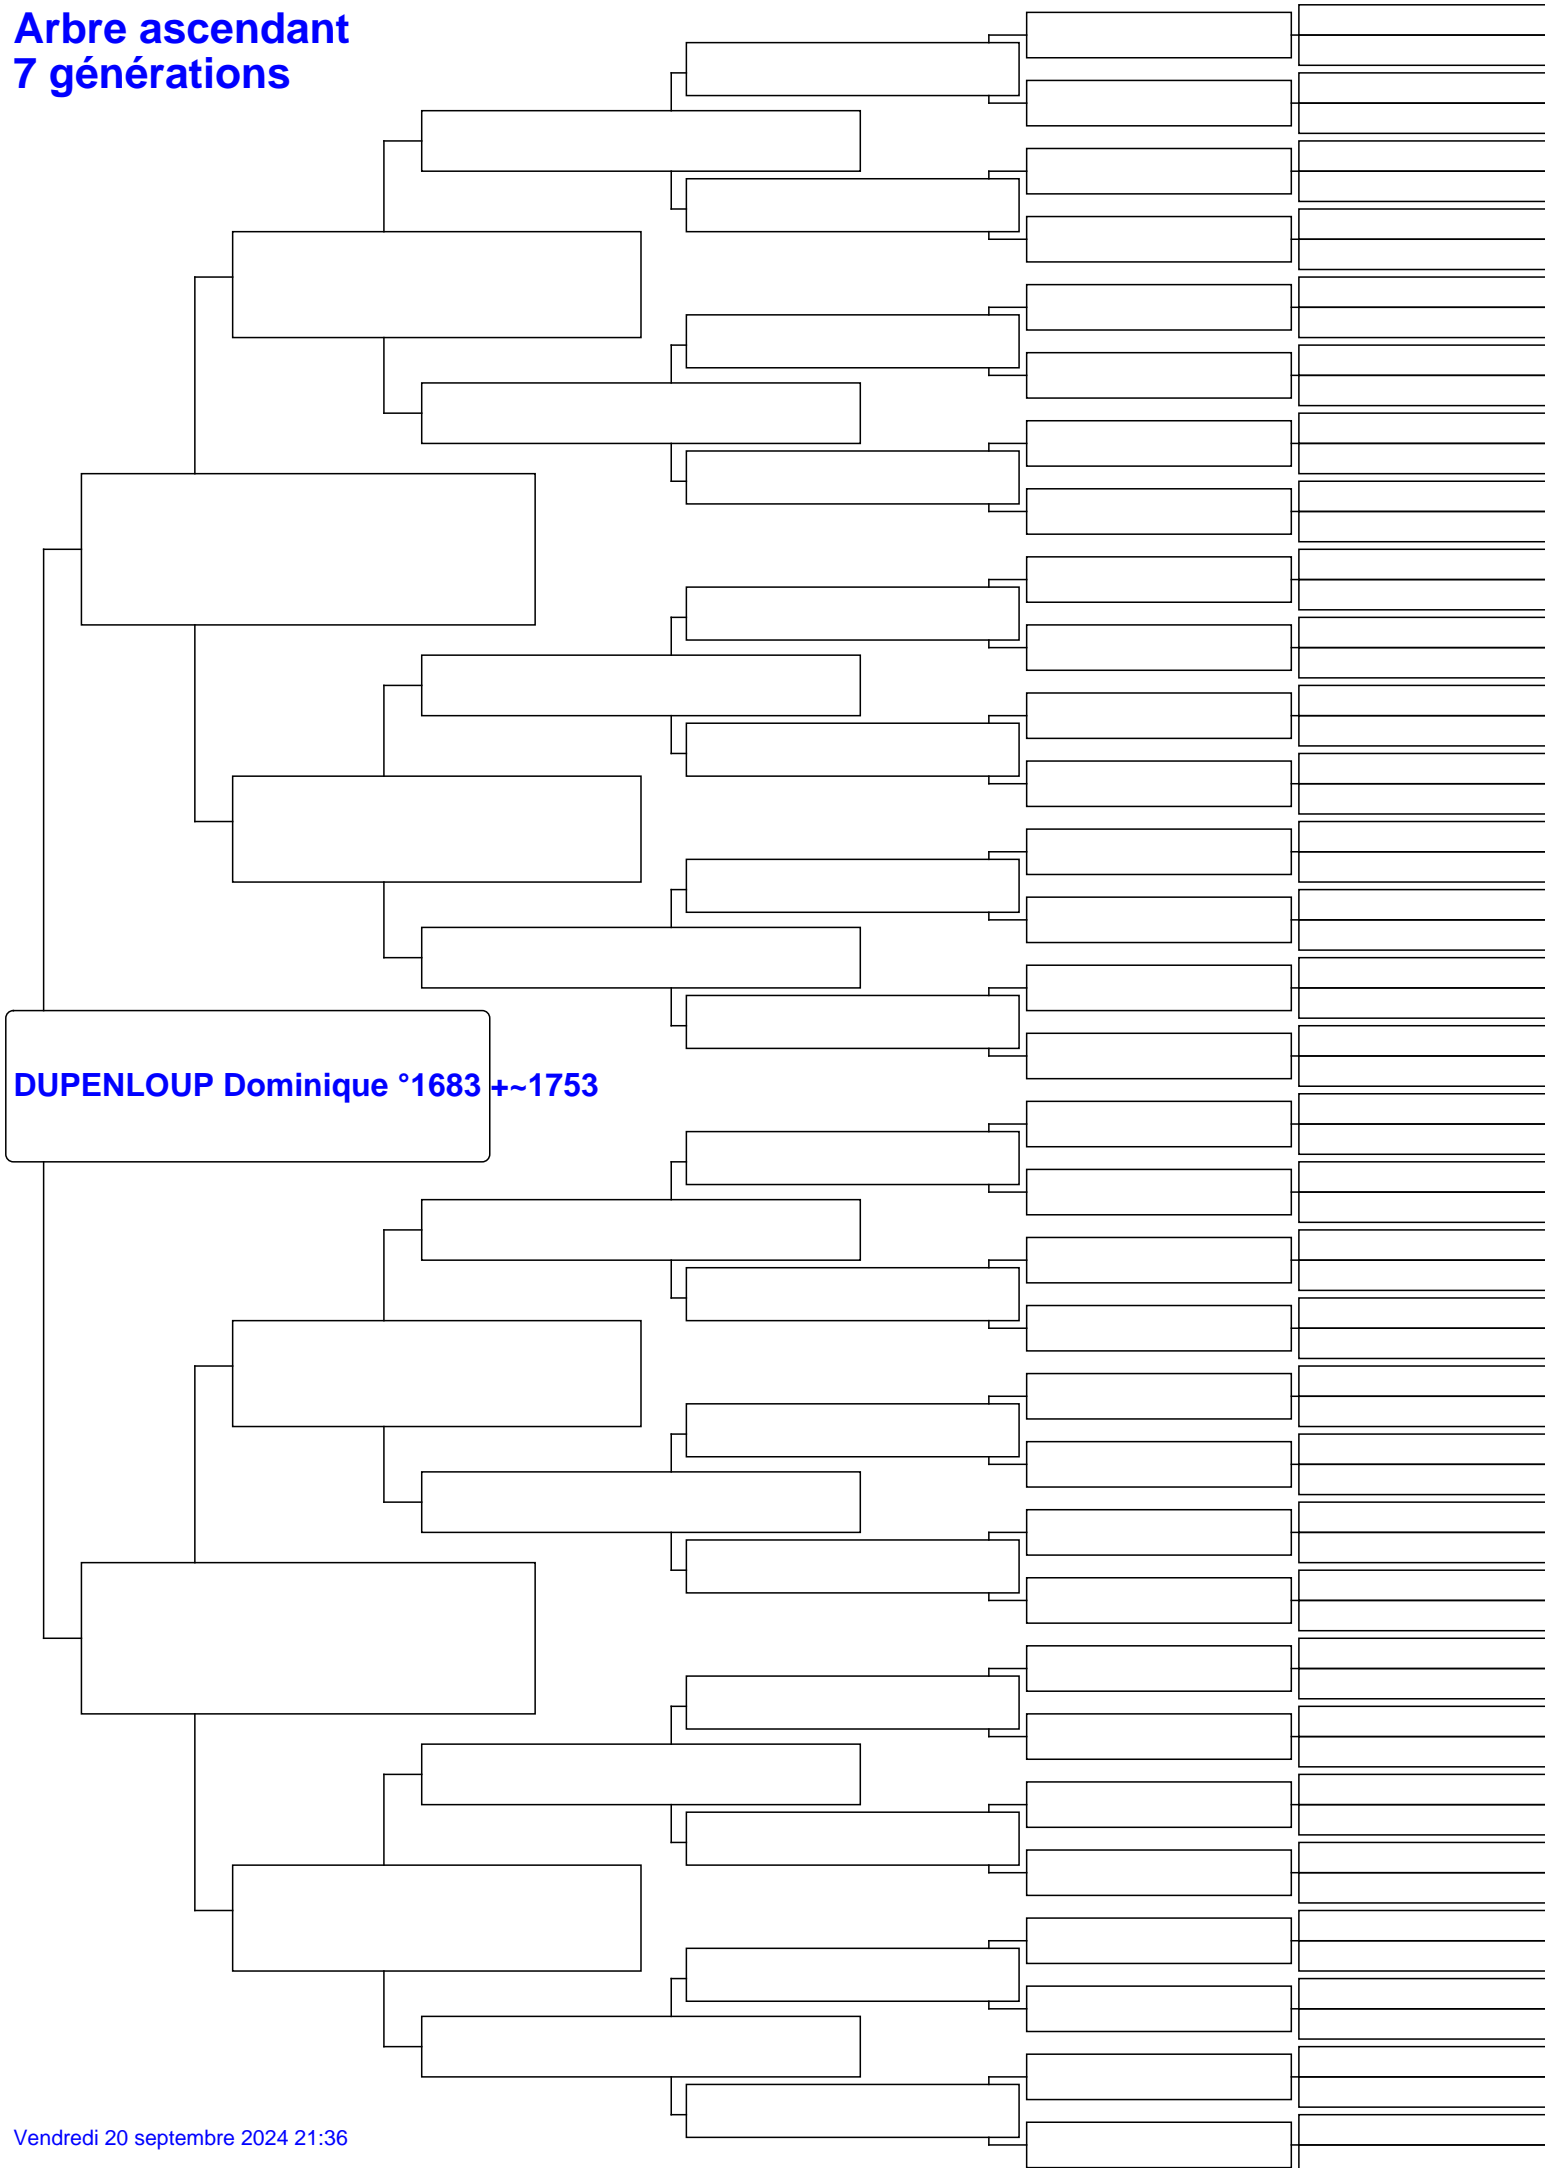 Arbre ascendant
7 générations
DUPENLOUP Dominique °1683 +~1753
Vendredi 20 septembre 2024 21:36